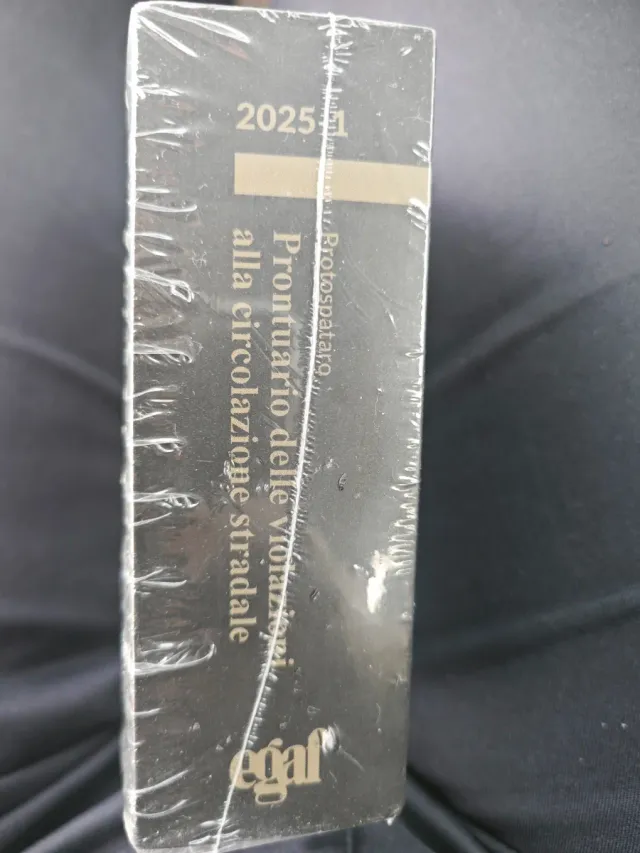 2025.1
Protospataro
Prontuario delle violazioni
alla circolazione stradale
egaf